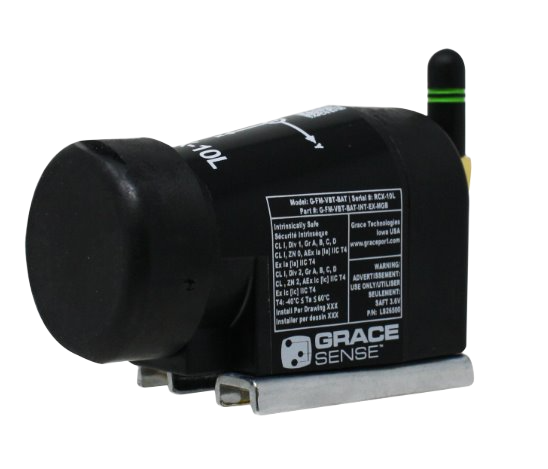 X-10L
Y
Model: G-FM-VBT-BAT | Serial #: RCX-10L
Part #: G-FM-VBT-BAT-INT-EX-MGB
Intrinsically Safe
Sécurité Intrinsèque
CL I, Div 1, Gr A, B, C, D
CL I, ZN 0, AEx ia [ia] IIC T4
Ex ia [ia] IIC T4
CL I, Div 2, Gr A, B, C, D
CL , ZN 2, AEx ic [ic] IIC T4
Ex ic [ic] IIC T4
T4: -40°C ≤ Ta ≤ 60°C
Install Per Drawing XXX
Installer per dessin XXX
Grace Technologies
Iowa USA
www.graceport.com
WARNING
ADVERTISSEMENT:
USE ONLY/UTILISER
SEULEMENT:
SAFT 3.6V
P/N: LS26500
GRACE
SENSE™